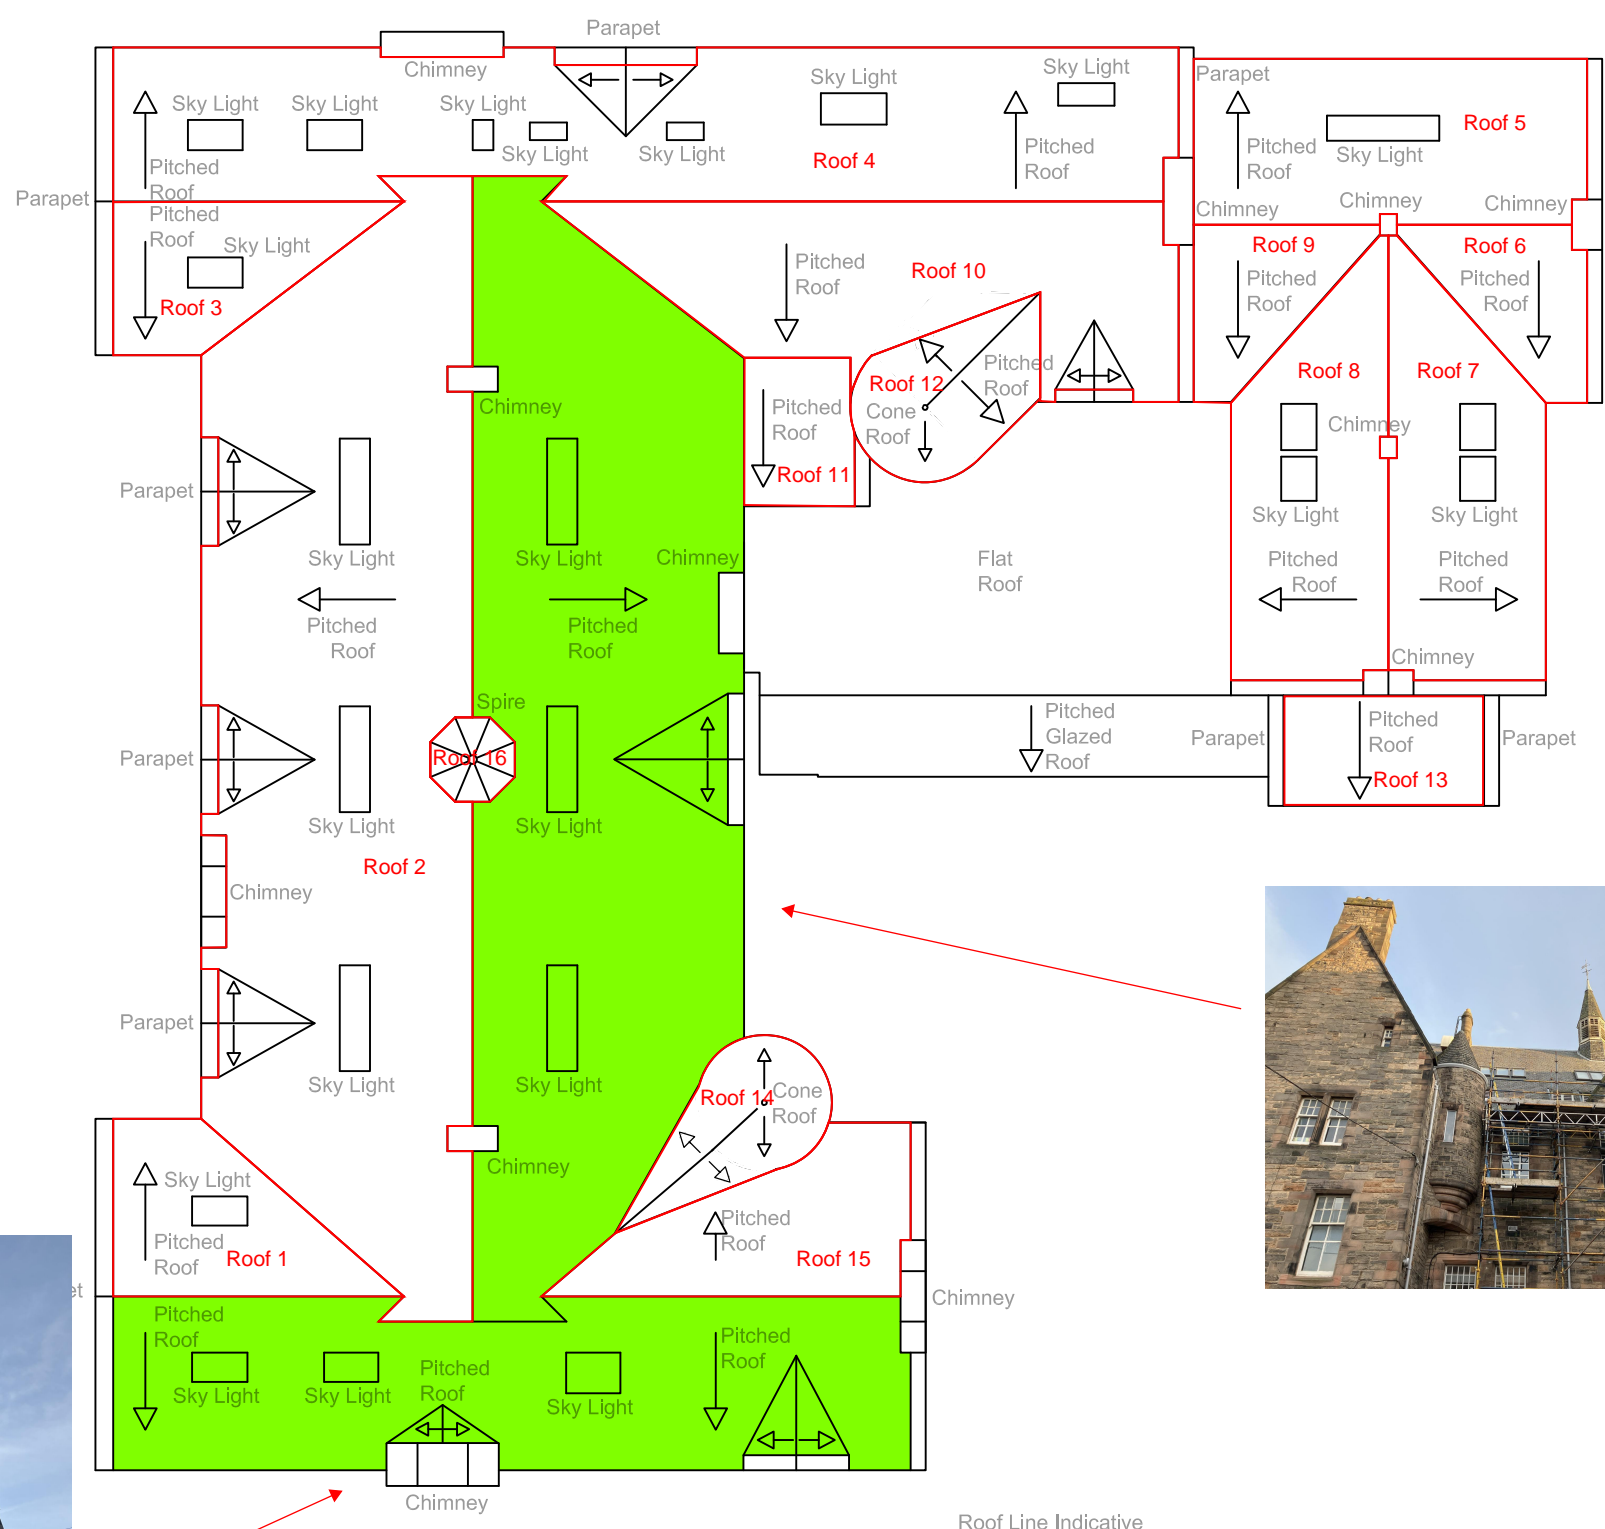 Parapet
Chimney
Sky Light
Sky Light
Sky Light
Sky Light
Sky Light
Sky Light
Sky Light
Parapet
Roof 5
Sky Light
Pitched
Roof
Roof 4
Pitched
Roof
Pitched
Roof
Parapet
Pitched
Roof
Sky Light
Roof 3
Chimney
Chimney
Chimney
Roof 9
Roof 6
Pitched
Roof
Pitched
Roof
Pitched
Roof
Roof 10
Pitched
Roof
Roof 12
Cone
Roof
Roof 8
Roof 7
Chimney
Pitched
Roof
Chimney
Roof 11
Parapet
Sky Light
Sky Light
Chimney
Sky Light
Sky Light
Flat
Roof
Pitched
Roof
Pitched
Roof
Pitched
Roof
Pitched
Roof
Chimney
Spire
Pitched
Glazed
Roof
Parapet
Pitched
Roof
Parapet
Parapet
Roof 16
Roof 13
Sky Light
Sky Light
Roof 2
Chimney
Parapet
Sky Light
Sky Light
Roof 14
Cone
Roof
Chimney
Sky Light
Pitched
Roof
Roof 1
Pitched
Roof
Roof 15
et
Chimney
Pitched
Roof
Pitched
Roof
Pitched
Roof
Sky Light
Sky Light
Sky Light
Chimney
Roof Line Indicative